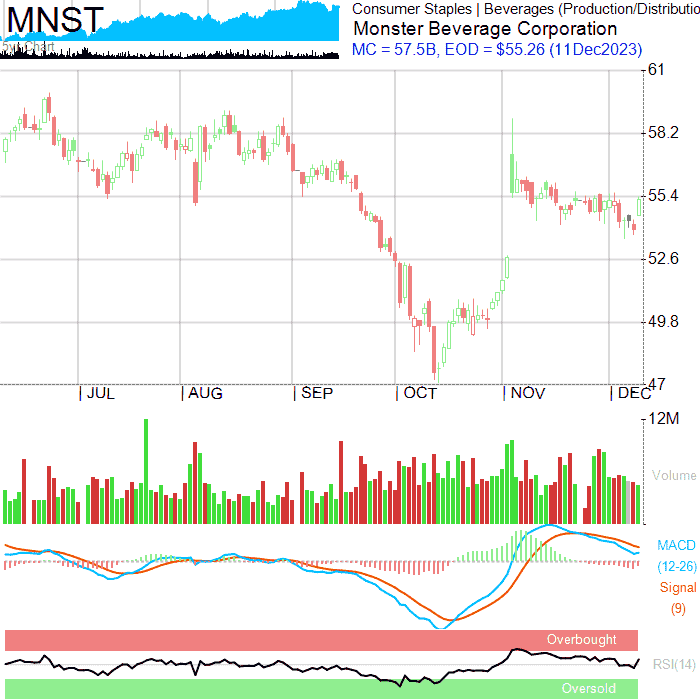 MNST
Consumer Staples | Beverages (Production/Distributio
Monster Beverage Corporation
MC = 57.5B, EOD = $55.26 (11Dec2023)
Chart
61
58.2
55.4
52.6
49.8
47
JUL
AUG
SEP
OCT
NOV
DEC
12M
Volume
MACD
(12-26)
Signal
(9)
Overbought
RSI(14)
Oversold